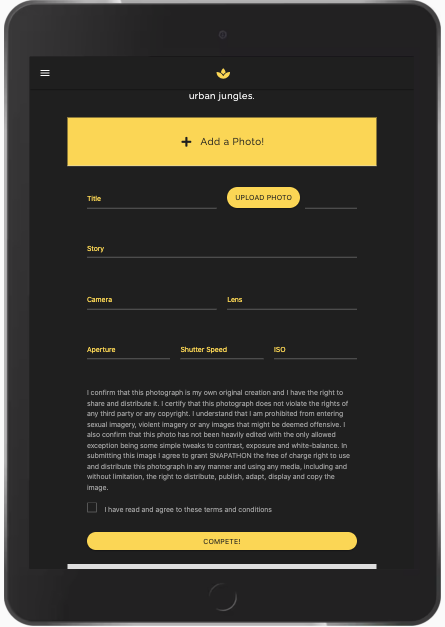 urban jungles.
Add a Photo!
Title
UPLOAD PHOTO
Story
Camera
Lens
Aperture
Shutter Speed
ISO
I confirm that this photograph is my own original creation and I have the right to
share and distribute it. I certify that this photograph does not violate the rights of
any third party or any copyright. I understand that I am prohibited from entering
sexual imagery, violent imagery or any images that might be deemed offensive. I
also confirm that this photo has not been heavily edited with the only allowed
exception being some simple tweaks to contrast, exposure and white-balance. In
submitting this image I agree to grant SNAPATHON the free of charge right to use
and distribute this photograph in any manner and using any media, including and
without limitation, the right to distribute, publish, adapt, display and copy the
image.
I have read and agree to these terms and conditions
COMPETE!